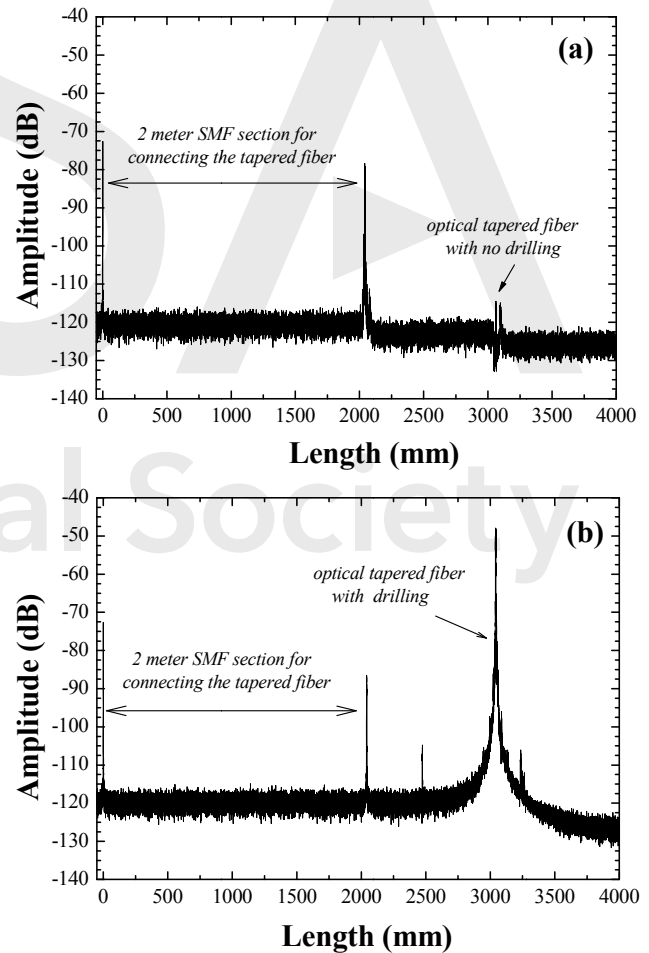 -40
(a)
-50
-60
-70
2 meter SMF section for
connecting the tapered fiber
-80
-90
optical tapered fiber
with no drilling
-100
-110
-120
-130
-140
Amplitude (dB)
0 500 1000 1500 2000 2500 3000 3500 4000
Length (mm)
al Society
-40
(b)
-50
-60
optical tapered fiber
with drilling
-70
-80
2 meter SMF section for
connecting the tapered fiber
-90
-100
-110
-120
-130
-140
Amplitude (dB)
0 500 1000 1500 2000 2500 3000 3500 4000
Length (mm)